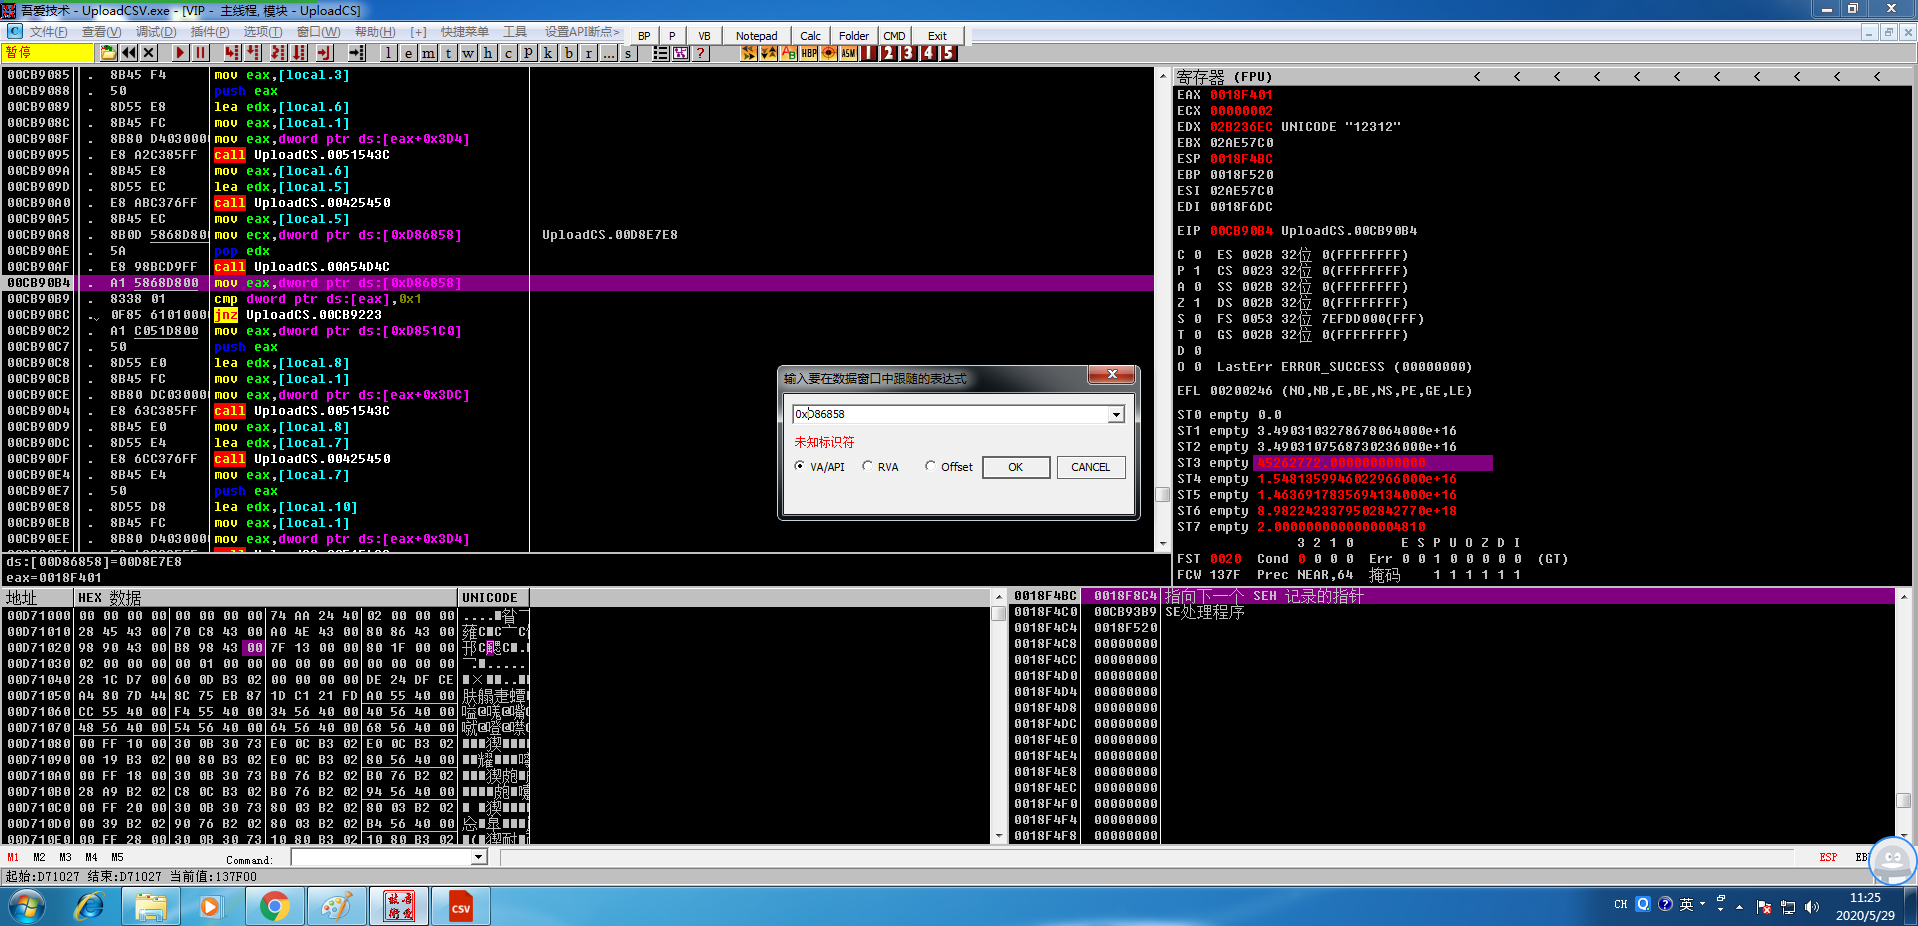 吾爱技术 - UploadCSV.exe - [VIP - 主线程, 模块 - UploadCS]
文件(F) 查看(V) 调试(D) 插件(P) 选项(T) 窗口(W) 帮助(H) [+] 快捷菜单 工具 设置API断点> BP P VB Notepad Calc Folder CMD Exit
暂停 l e m t w h c p k b r ... s ? HBP ASM 1 2 3 4 5
00CB9085 . 8B45 F4 mov eax,[local.3]
00CB9088 . 50 push eax
00CB9089 . 8D55 E8 lea edx,[local.6]
00CB908C . 8B45 FC mov eax,[local.1]
00CB908F . 8B80 D4030000 mov eax,dword ptr ds:[eax+0x3D4]
00CB9095 . E8 A2C385FF call UploadCS.0051543C
00CB909A . 8B45 E8 mov eax,[local.6]
00CB909D . 8D55 EC lea edx,[local.5]
00CB90A0 . E8 ABC376FF call UploadCS.00425450
00CB90A5 . 8B45 EC mov eax,[local.5]
00CB90A8 . 8B0D 5868D800 mov ecx,dword ptr ds:[0xD86858] UploadCS.00D8E7E8
00CB90AE . 5A pop edx
00CB90AF . E8 98BCD9FF call UploadCS.00A54D4C
00CB90B4 . A1 5868D800 mov eax,dword ptr ds:[0xD86858]
00CB90B9 . 8338 01 cmp dword ptr ds:[eax],0x1
00CB90BC . 0F85 61010000 jnz UploadCS.00CB9223
00CB90C2 . A1 C051D800 mov eax,dword ptr ds:[0xD851C0]
00CB90C7 . 50 push eax
00CB90C8 . 8D55 E0 lea edx,[local.8]
00CB90CB . 8B45 FC mov eax,[local.1]
00CB90CE . 8B80 DC030000 mov eax,dword ptr ds:[eax+0x3DC]
00CB90D4 . E8 63C385FF call UploadCS.0051543C
00CB90D9 . 8B45 E0 mov eax,[local.8]
00CB90DC . 8D55 E4 lea edx,[local.7]
00CB90DF . E8 6CC376FF call UploadCS.00425450
00CB90E4 . 8B45 E4 mov eax,[local.7]
00CB90E7 . 50 push eax
00CB90E8 . 8D55 D8 lea edx,[local.10]
00CB90EB . 8B45 FC mov eax,[local.1]
00CB90EE . 8B80 D4030000 mov eax,dword ptr ds:[eax+0x3D4]
ds:[00D86858]=00D8E7E8
eax=0018F401
寄存器 (FPU) < < < < < < < < < < <
EAX 0018F401
ECX 00000002
EDX 02B236EC UNICODE "12312"
EBX 02AE57C0
ESP 0018F4BC
EBP 0018F520
ESI 02AE57C0
EDI 0018F6DC
EIP 00CB90B4 UploadCS.00CB90B4
C 0 ES 002B 32位 0(FFFFFFFF)
P 1 CS 0023 32位 0(FFFFFFFF)
A 0 SS 002B 32位 0(FFFFFFFF)
Z 1 DS 002B 32位 0(FFFFFFFF)
S 0 FS 0053 32位 7EFDD000(FFF)
T 0 GS 002B 32位 0(FFFFFFFF)
D 0
O 0 LastErr ERROR_SUCCESS (00000000)
EFL 00200246 (NO,NB,E,BE,NS,PE,GE,LE)
ST0 empty 0.0
ST1 empty 3.4903103278678064000e+16
ST2 empty 3.4903107568730236000e+16
ST3 empty 45262772.000000000000
ST4 empty 1.5481359946022966000e+16
ST5 empty 1.4636917835694134000e+16
ST6 empty 8.9822423379502842770e+18
ST7 empty 2.0000000000000004810
3 2 1 0 E S P U O Z D I
FST 0020 Cond 0 0 0 0 Err 0 0 1 0 0 0 0 0 (GT)
FCW 137F Prec NEAR,64 掩码 1 1 1 1 1 1
输入要在数据窗口中跟随的表达式
0xD86858
未知标识符
VA/API RVA Offset OK CANCEL
地址 HEX 数据 UNICODE
00D71000 00 00 00 00 00 00 00 00 74 AA 24 40 02 00 00 00
00D71010 28 45 43 00 70 C8 43 00 A0 4E 43 00 80 86 43 00
00D71020 98 90 43 00 B8 98 43 00 7F 13 00 00 80 1F 00 00
00D71030 02 00 00 00 00 01 00 00 00 00 00 00 00 00 00 00
00D71040 28 1C D7 00 60 0D B3 02 00 00 00 00 DE 24 DF CE
00D71050 A4 80 7D 44 8C 75 EB 87 1D C1 21 FD A0 55 40 00
00D71060 CC 55 40 00 F4 55 40 00 34 56 40 00 40 56 40 00
00D71070 48 56 40 00 54 56 40 00 64 56 40 00 68 56 40 00
00D71080 00 FF 10 00 30 0B 30 73 E0 0C B3 02 E0 0C B3 02
00D71090 00 19 B3 02 00 80 B3 02 E0 0C B3 02 80 56 40 00
00D710A0 00 FF 18 00 30 0B 30 73 B0 76 B2 02 B0 76 B2 02
00D710B0 28 A9 B2 02 C8 0C B3 02 B0 76 B2 02 94 56 40 00
00D710C0 00 FF 20 00 30 0B 30 73 80 03 B2 02 80 03 B2 02
00D710D0 00 39 B2 02 90 76 B2 02 80 03 B2 02 B4 56 40 00
00D710E0 00 FF 28 00 30 0B 30 73 10 80 B3 02 10 80 B3 02
0018F4BC 0018F8C4 指向下一个 SEH 记录的指针
0018F4C0 00CB93B9 SE处理程序
0018F4C4 0018F520
0018F4C8 00000000
0018F4CC 00000000
0018F4D0 00000000
0018F4D4 00000000
0018F4D8 00000000
0018F4DC 00000000
0018F4E0 00000000
0018F4E4 00000000
0018F4E8 00000000
0018F4EC 00000000
0018F4F0 00000000
0018F4F4 00000000
0018F4F8 00000000
M1 M2 M3 M4 M5 Command: ESP
起始:D71027 结束:D71027 当前值:137F00
CSV CH 英 11:25
2020/5/29